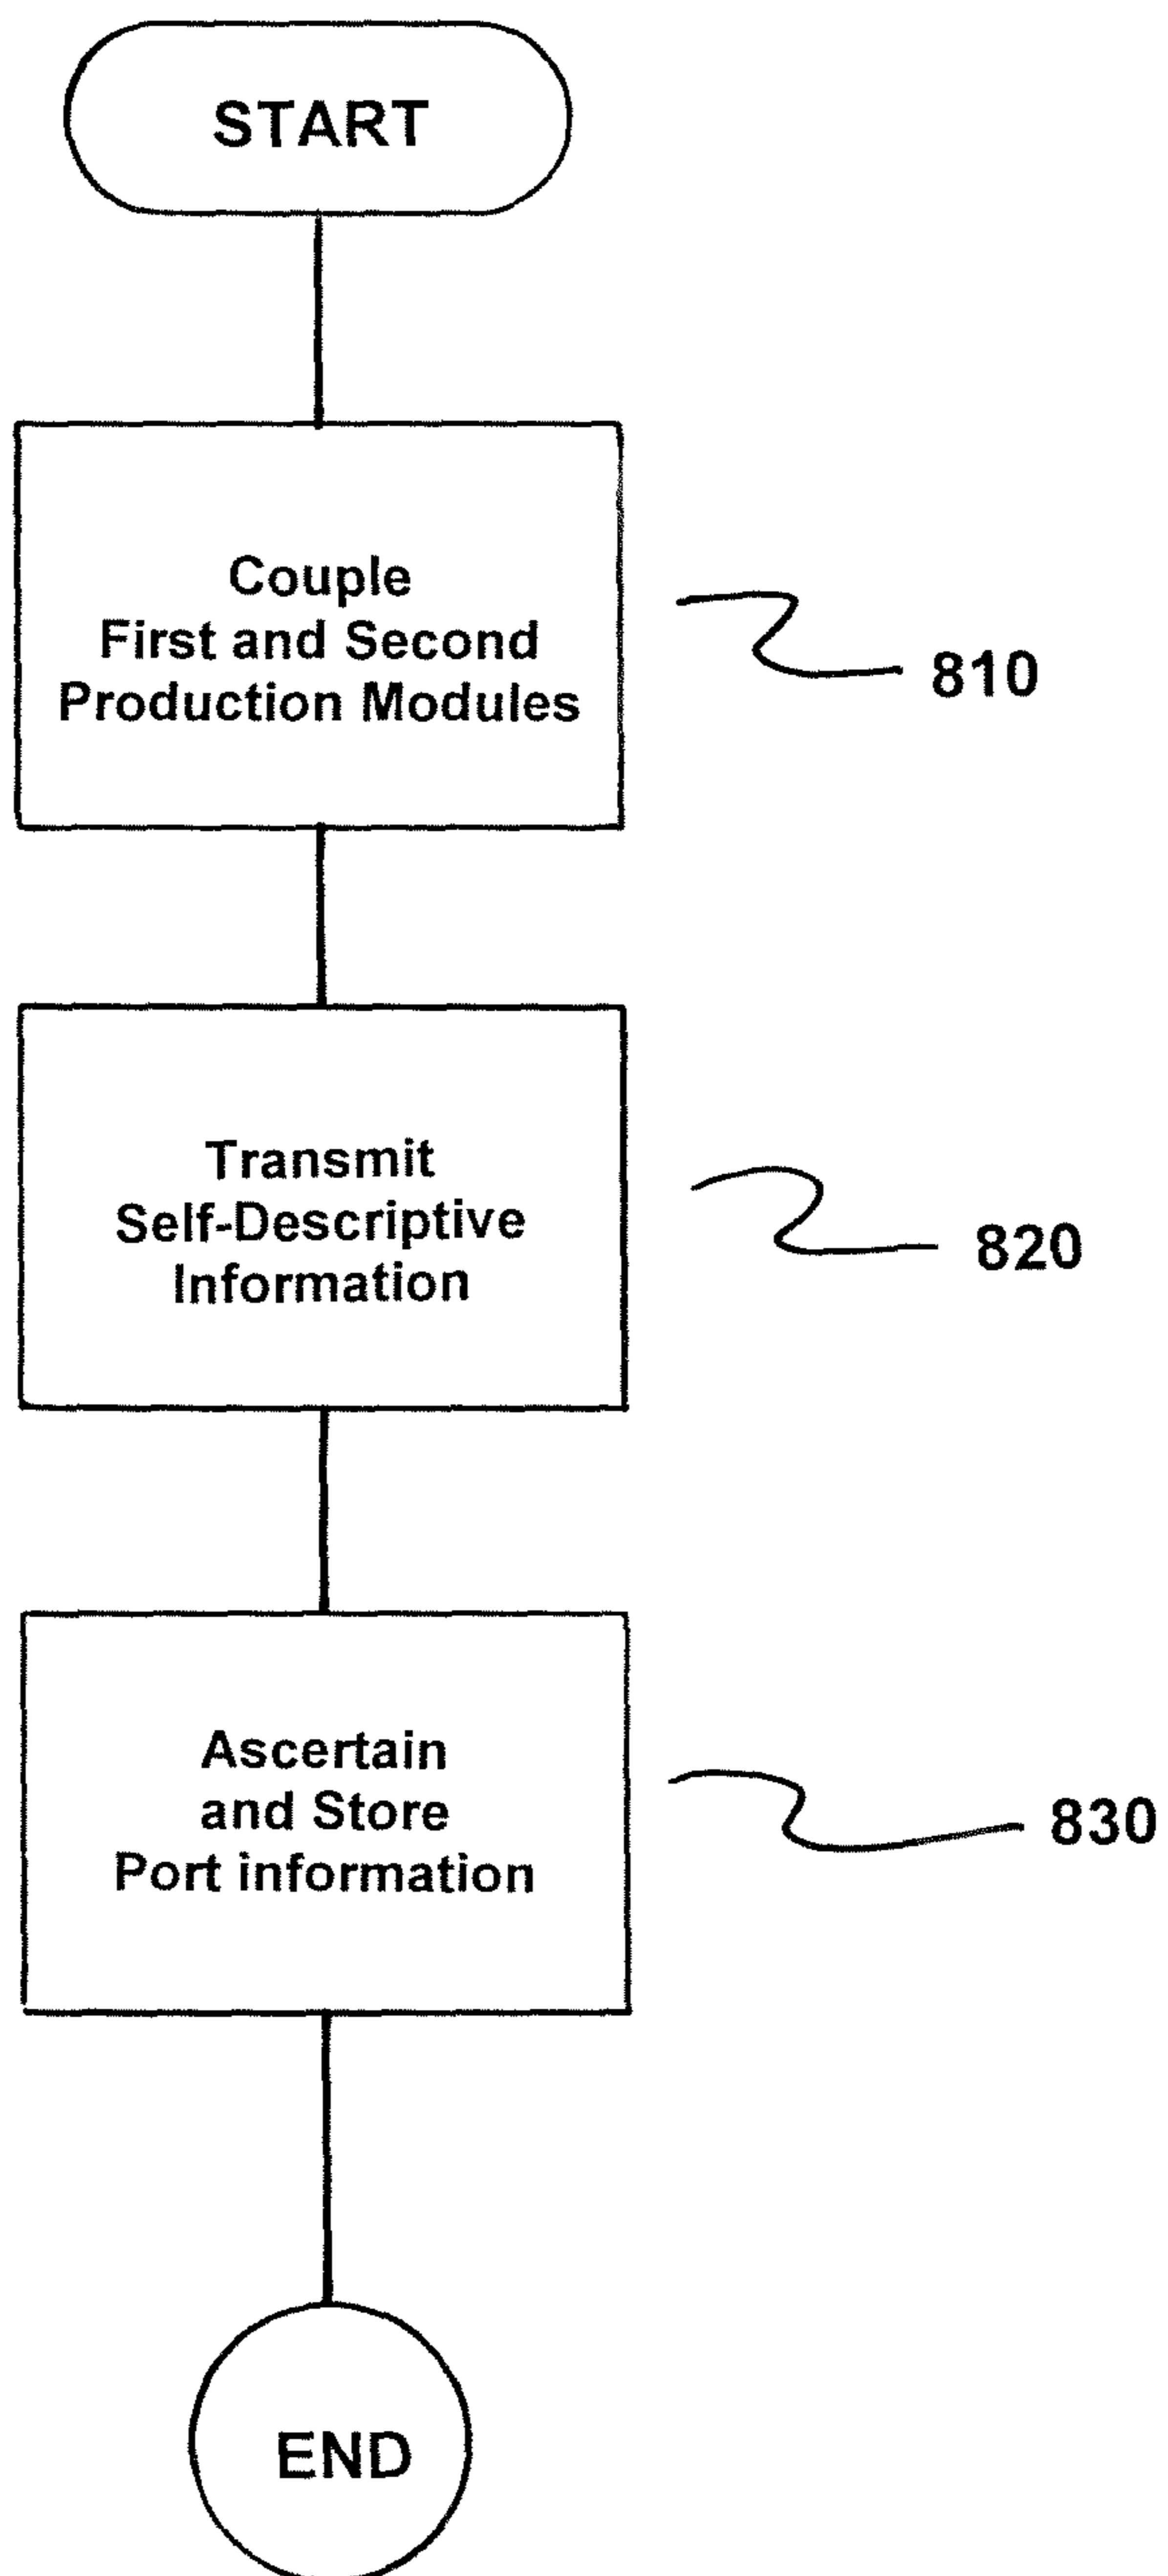 START
Couple
First and Second
Production Modules
810
Transmit
Self-Descriptive
Information
820
Ascertain
and Store
Port information
830
END